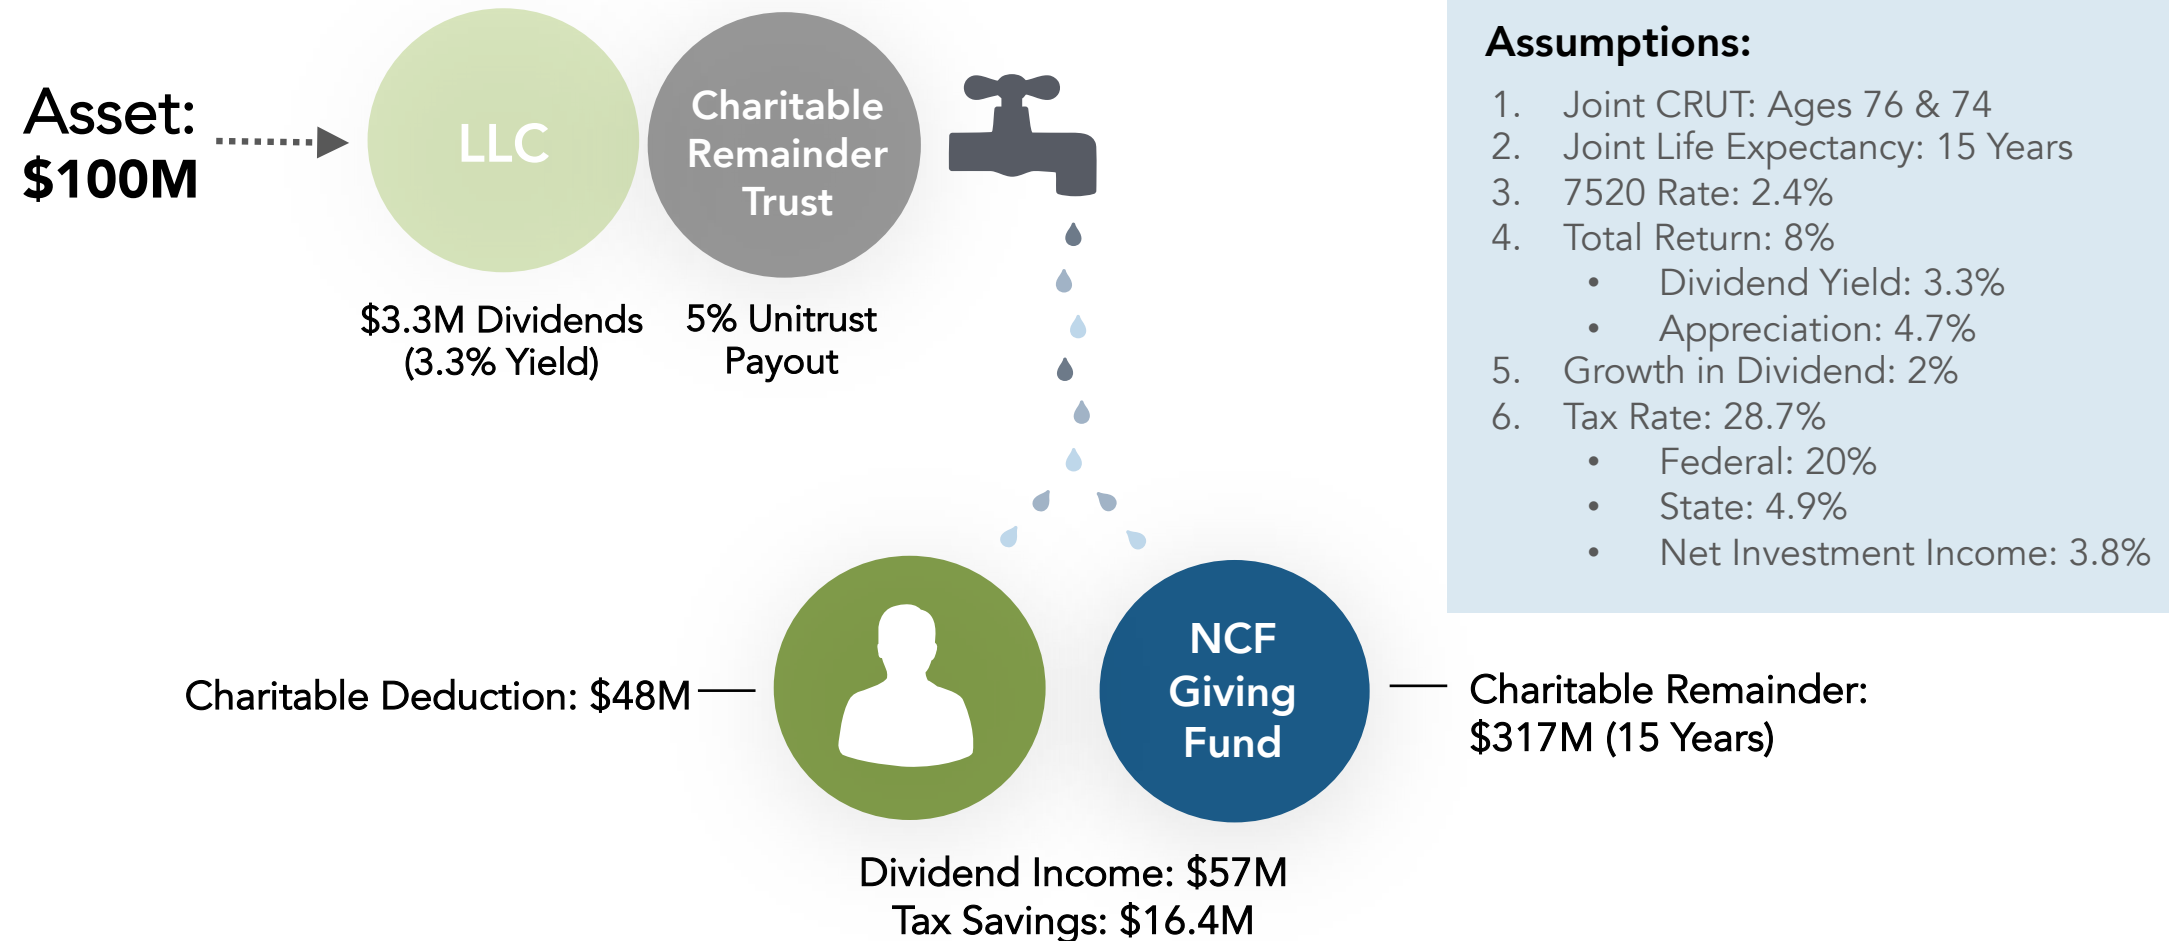 Asset:
$100M
LLC
Charitable
Remainder
Trust
$3.3M Dividends
(3.3% Yield)
5% Unitrust
Payout
Assumptions:
1. Joint CRUT: Ages 76 & 74
2. Joint Life Expectancy: 15 Years
3. 7520 Rate: 2.4%
4. Total Return: 8%
• Dividend Yield: 3.3%
• Appreciation: 4.7%
5. Growth in Dividend: 2%
6. Tax Rate: 28.7%
• Federal: 20%
• State: 4.9%
• Net Investment Income: 3.8%
Charitable Deduction: $48M
NCF
Giving
Fund
Charitable Remainder:
$317M (15 Years)
Dividend Income: $57M
Tax Savings: $16.4M